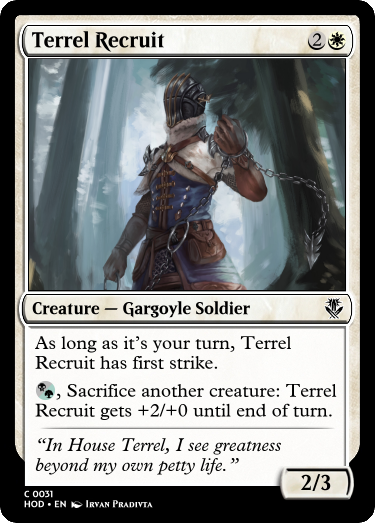 Terrel Recruit 2
Creature — Gargoyle Soldier
As long as it's your turn, Terrel
Recruit has first strike.
, Sacrifice another creature: Terrel
Recruit gets +2/+0 until end of turn.
“In House Terrel, I see greatness
beyond my own petty life.”
2/3
C 0031
HOD • EN Irvan Pradivta